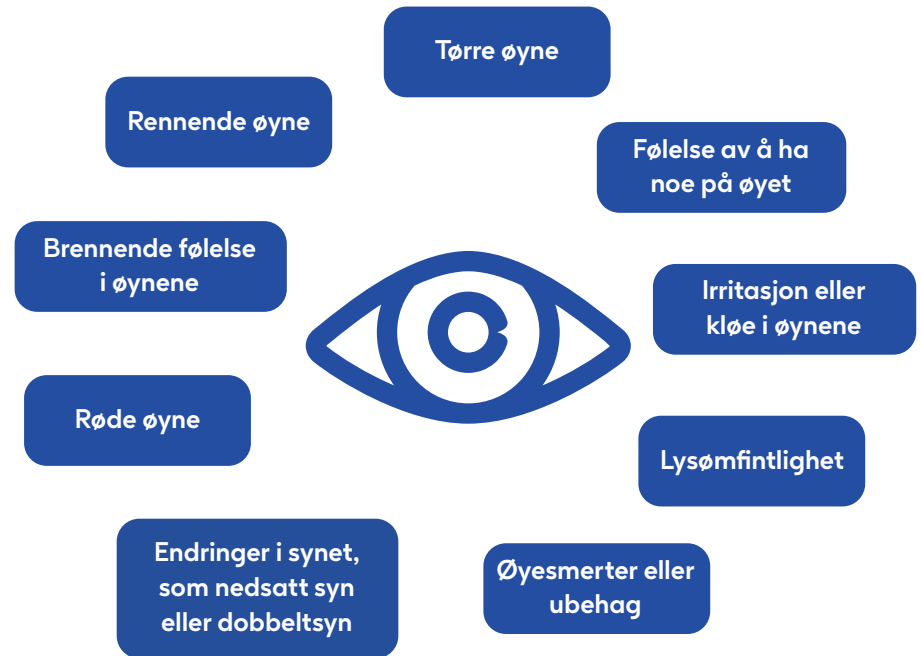 Tørre øyne
Rennende øyne
Følelse av å ha
noe på øyet
Brennende følelse
i øynene
Irritasjon eller
kløe i øynene
Røde øyne
Lysømfintlighet
Endringer i synet,
som nedsatt syn
eller dobbeltsyn
Øyesmerter eller
ubehag